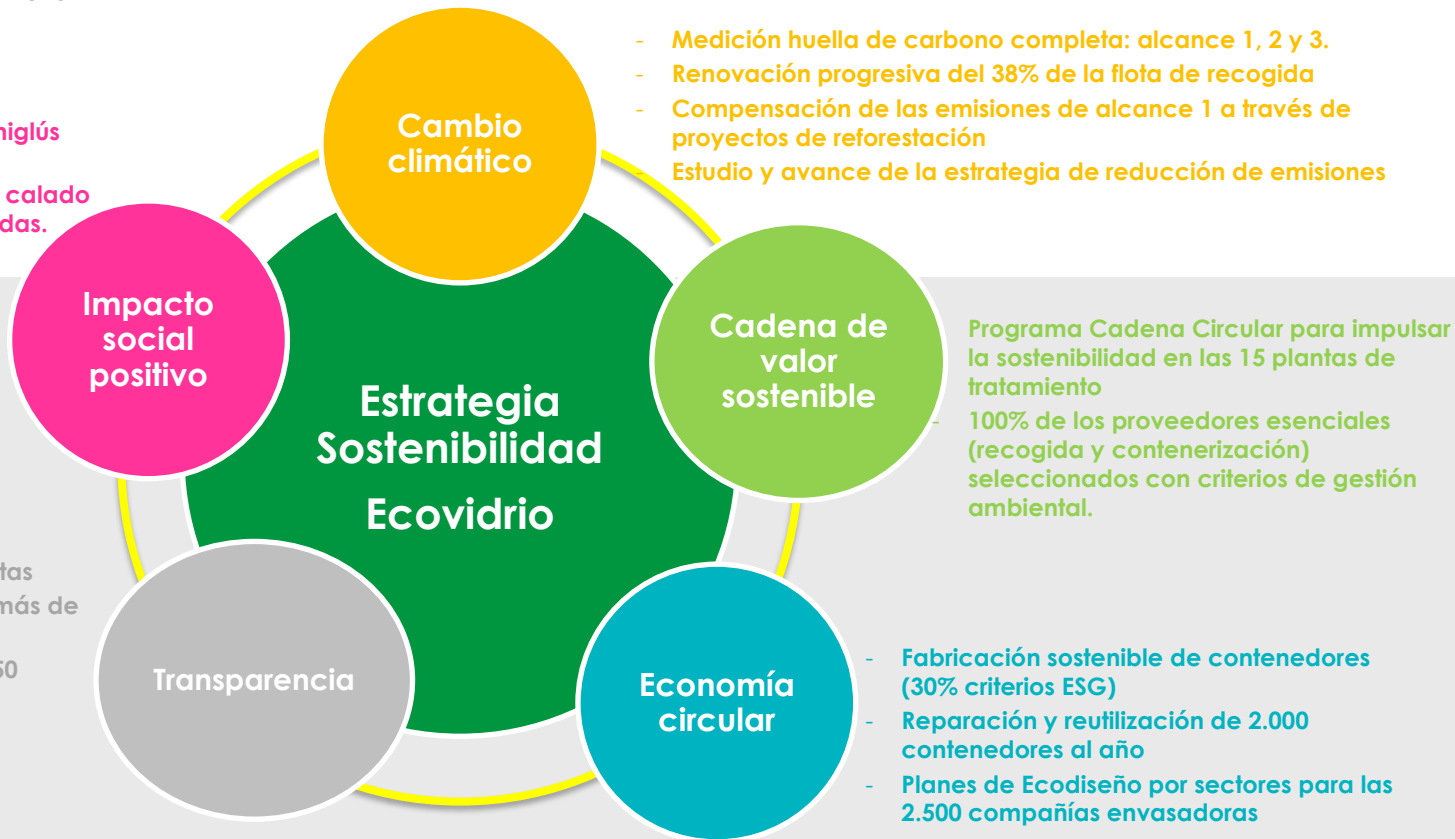 - Medición huella de carbono completa: alcance 1, 2 y 3.
- Renovación progresiva del 38% de la flota de recogida
- Compensación de las emisiones de alcance 1 a través de
proyectos de reforestación
- Estudio y avance de la estrategia de reducción de emisiones
Cambio
climático
calado
Impacto
social
positivo
Estrategia
Sostenibilidad
Ecovidrio
Cadena de
valor
sostenible
Programa Cadena Circular para impulsar
la sostenibilidad en las 15 plantas de
tratamiento
- 100% de los proveedores esenciales
(recogida y contenerización)
seleccionados con criterios de gestión
ambiental.
más de
Transparencia
Economía
circular
- Fabricación sostenible de contenedores
(30% criterios ESG)
- Reparación y reutilización de 2.000
contenedores al año
- Planes de Ecodiseño por sectores para las
2.500 compañías envasadoras